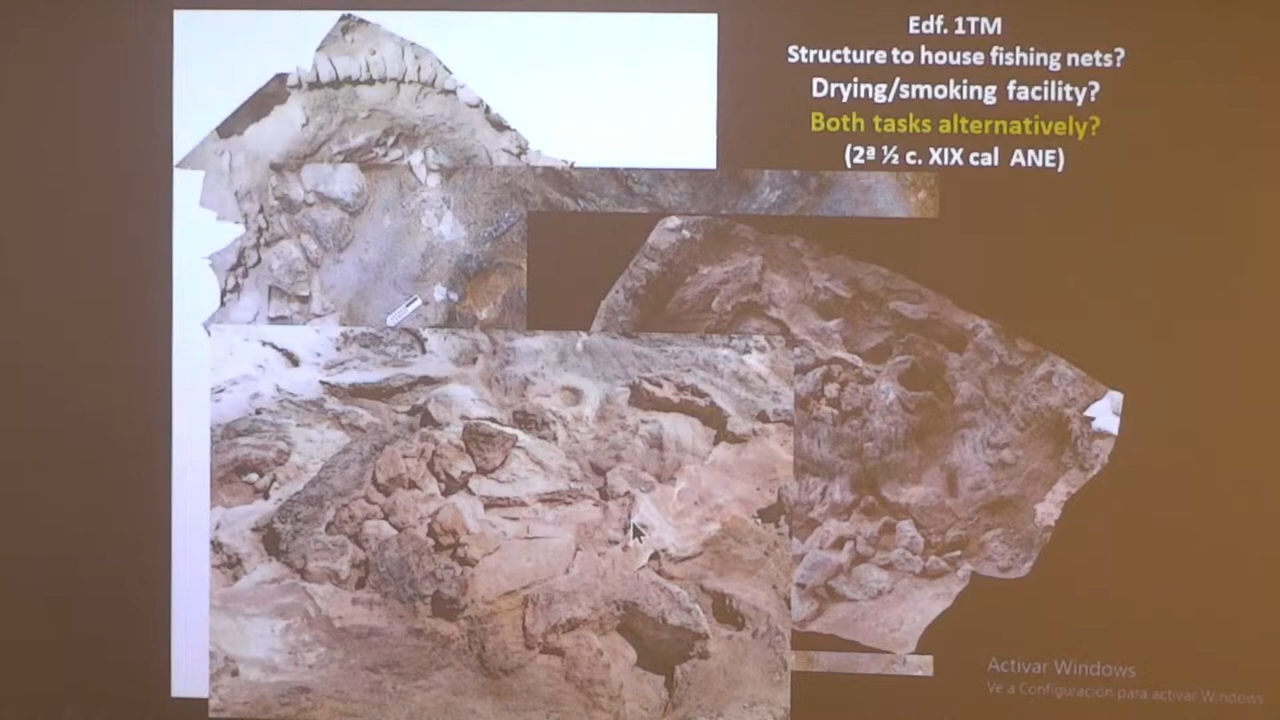 Edf. 1TM
Structure to house fishing nets?
Drying/smoking facility?
Both tasks alternatively?
(2ª ½ c. XIX cal ANE)
Activar Windows
Ve a Configuración para activar Windows